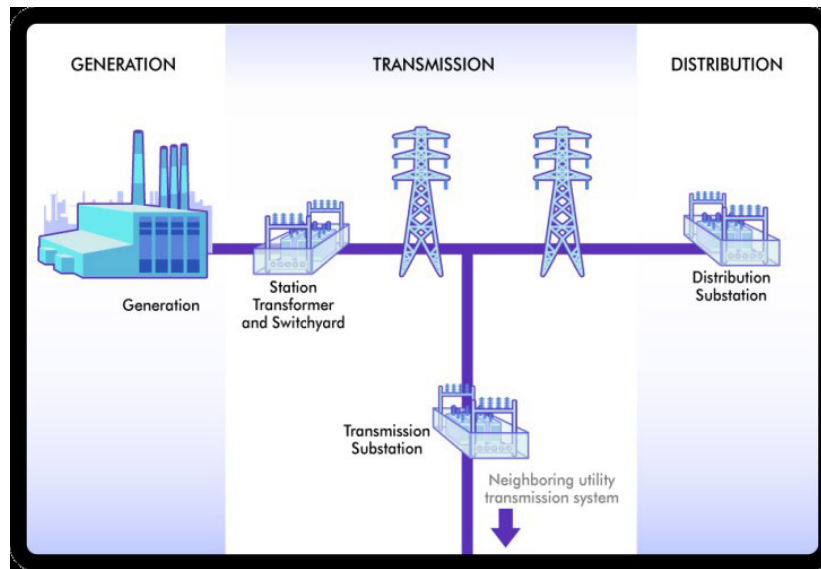 GENERATION
TRANSMISSION
DISTRIBUTION
Generation
Station
Transformer
and Switchyard
Distribution
Substation
Transmission
Substation
Neighboring utility
transmission system